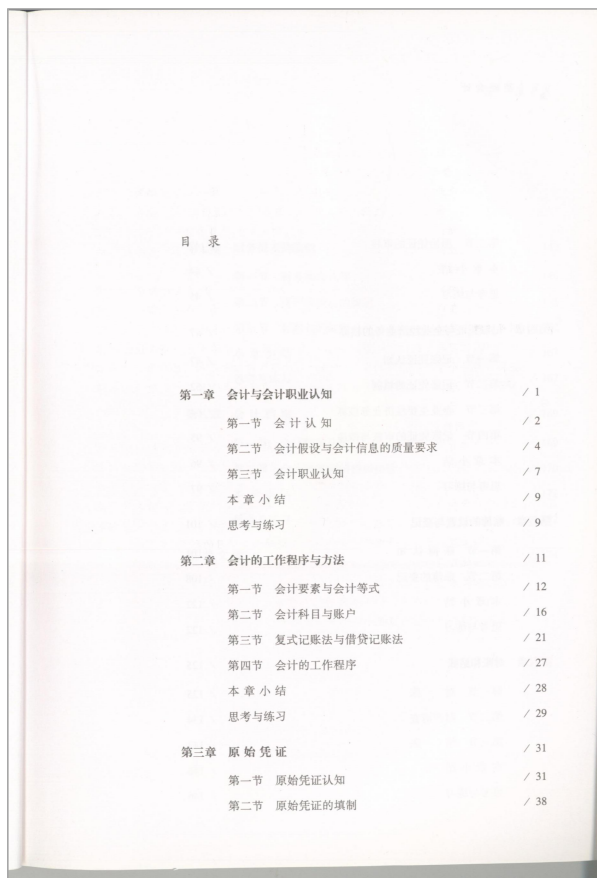 目 录
第一章 会计与会计职业认知 / 1
第一节 会计认知 / 2
第二节 会计假设与会计信息的质量要求 / 4
第三节 会计职业认知 / 7
本章小结 / 9
思考与练习 / 9
第二章 会计的工作程序与方法 / 11
第一节 会计要素与会计等式 / 12
第二节 会计科目与账户 / 16
第三节 复式记账法与借贷记账法 / 21
第四节 会计的工作程序 / 27
本章小结 / 28
思考与练习 / 29
第三章 原始凭证 / 31
第一节 原始凭证认知 / 31
第二节 原始凭证的填制 / 38